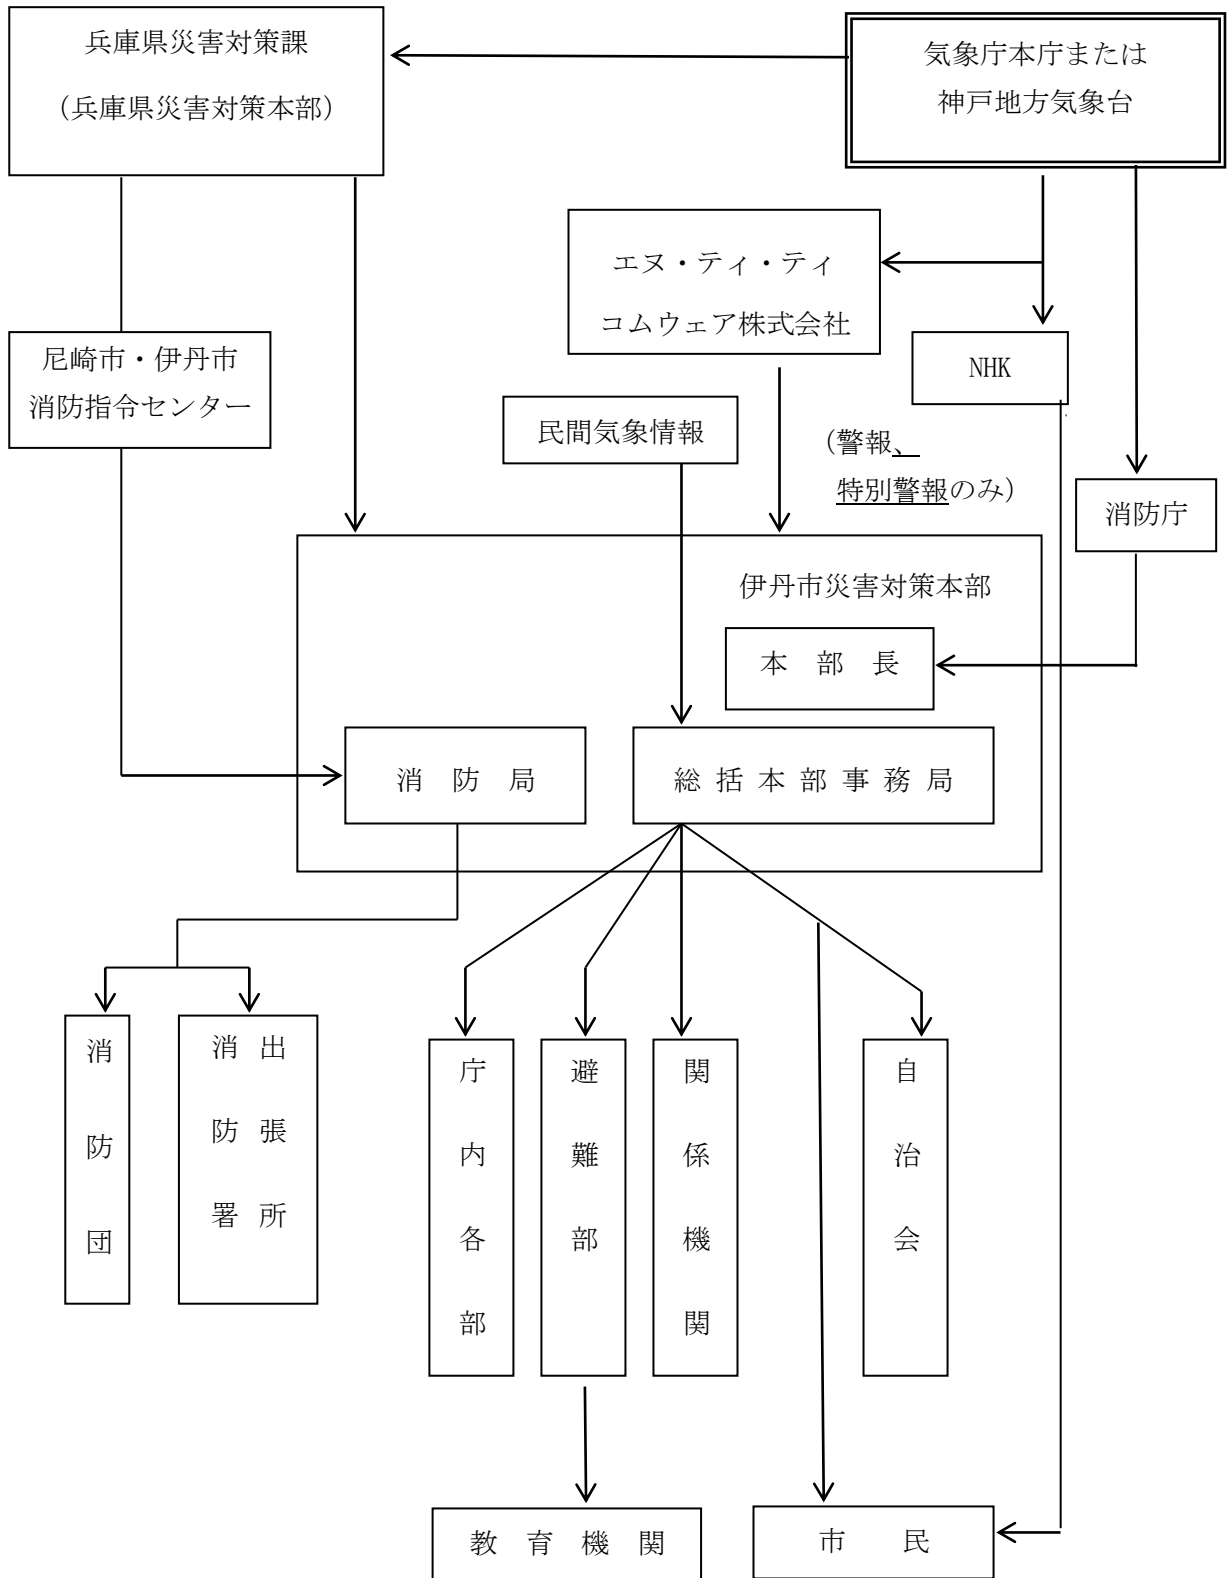 兵庫県災害対策課
（兵庫県災害対策本部）
気象庁本庁または
神戸地方気象台
エヌ・ティ・ティ
コムウェア株式会社
尼崎市・伊丹市
消防指令センター
NHK
民間気象情報
（警報、
特別警報のみ）
消防庁
伊丹市災害対策本部
本部長
消防局
総括本部事務局
消防団
消防署
出張所
庁内各部
避難部
関係機関
自治会
教育機関
市民